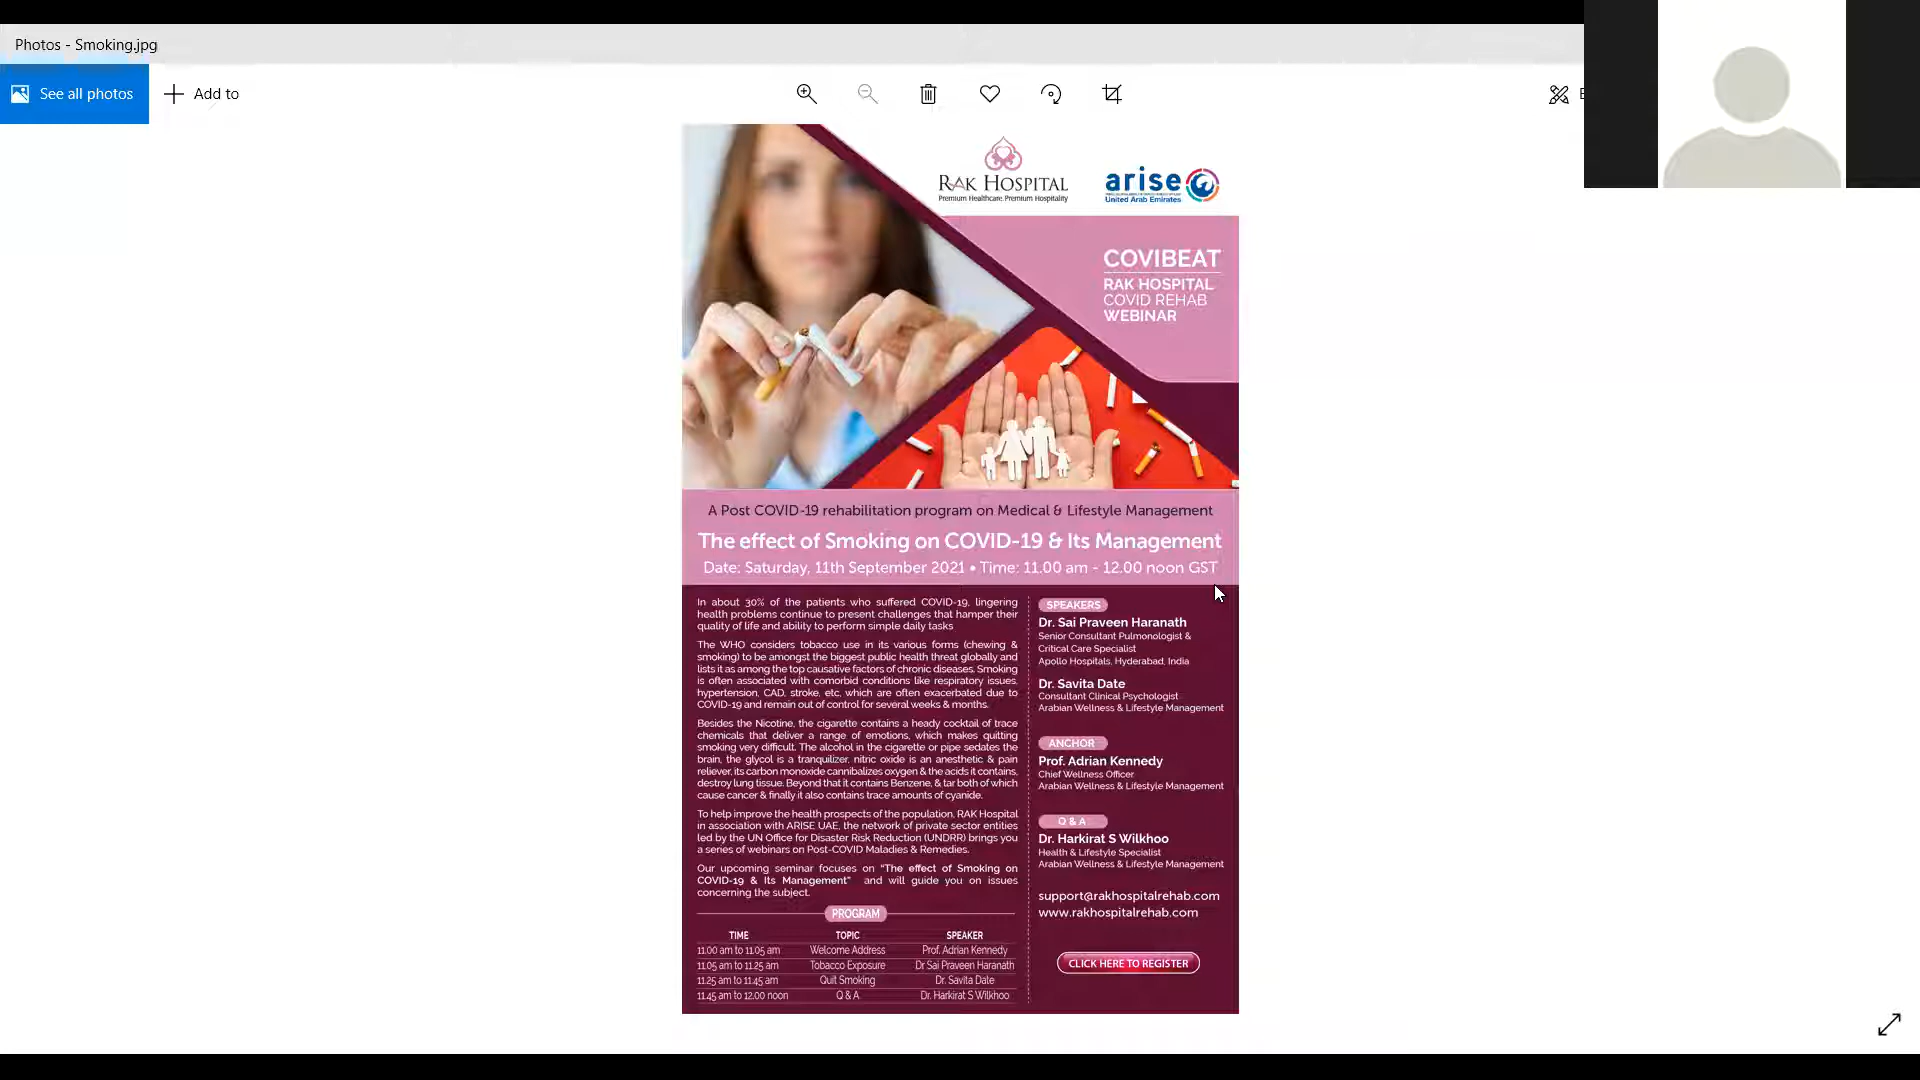 Photos - Smoking.jpg
See all photos
Add to
RAK HOSPITAL
Premium Healthcare. Premium Hospitality
arise
United Arab Emirates
COVIBEAT
RAK HOSPITAL
COVID REHAB
WEBINAR
A Post COVID-19 rehabilitation program on Medical & Lifestyle Management
The effect of Smoking on COVID-19 & Its Management
Date: Saturday, 11th September 2021 • Time: 11.00 am - 12.00 noon GST
In about 30% of the patients who suffered COVID-19, lingering
health problems continue to present challenges that hamper their
quality of life and ability to perform simple daily tasks
The WHO considers tobacco use in its various forms (chewing &
smoking) to be amongst the biggest public health threat globally and
lists it as among the top causative factors of chronic diseases. Smoking
is often associated with comorbid conditions like respiratory issues,
hypertension, CAD, stroke, etc, which are often exacerbated due to
COVID-19 and remain out of control for several weeks & months.
Besides the Nicotine, the cigarette contains a heady cocktail of trace
chemicals that deliver a range of emotions, which makes quitting
smoking very difficult. The alcohol in the cigarette or pipe sedates the
brain, the glycol is a tranquilizer, nitric oxide is an anesthetic & pain
reliever, its carbon monoxide cannibalizes oxygen & the acids it contains,
destroy lung tissue. Beyond that it contains Benzene, & tar both of which
cause cancer & finally it also contains trace amounts of cyanide.
To help improve the health prospects of the population, RAK Hospital
in association with ARISE UAE, the network of private sector entities
led by the UN Office for Disaster Risk Reduction (UNDRR) brings you
a series of webinars on Post-COVID Maladies & Remedies.
Our upcoming seminar focuses on "The effect of Smoking on
COVID-19 & Its Management" and will guide you on issues
concerning the subject.
PROGRAM
TIME TOPIC SPEAKER
11.00 am to 11.05 am Welcome Address Prof. Adrian Kennedy
11.05 am to 11.25 am Tobacco Exposure Dr Sai Praveen Haranath
11.25 am to 11.45 am Quit Smoking Dr. Savita Date
11.45 am to 12.00 noon Q & A Dr. Harkirat S Wilkhoo
SPEAKERS
Dr. Sai Praveen Haranath
Senior Consultant Pulmonologist &
Critical Care Specialist
Apollo Hospitals, Hyderabad, India
Dr. Savita Date
Consultant Clinical Psychologist
Arabian Wellness & Lifestyle Management
ANCHOR
Prof. Adrian Kennedy
Chief Wellness Officer
Arabian Wellness & Lifestyle Management
Q & A
Dr. Harkirat S Wilkhoo
Health & Lifestyle Specialist
Arabian Wellness & Lifestyle Management
support@rakhospitalrehab.com
www.rakhospitalrehab.com
CLICK HERE TO REGISTER